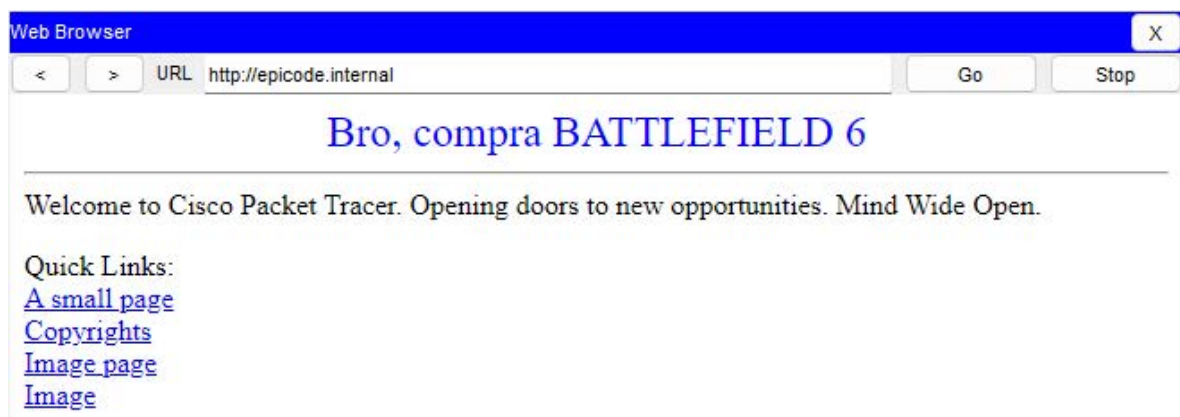 Web Browser X
< > URL http://epicode.internal Go Stop
Bro, compra BATTLEFIELD 6
Welcome to Cisco Packet Tracer. Opening doors to new opportunities. Mind Wide Open.
Quick Links:
A small page
Copyrights
Image page
Image